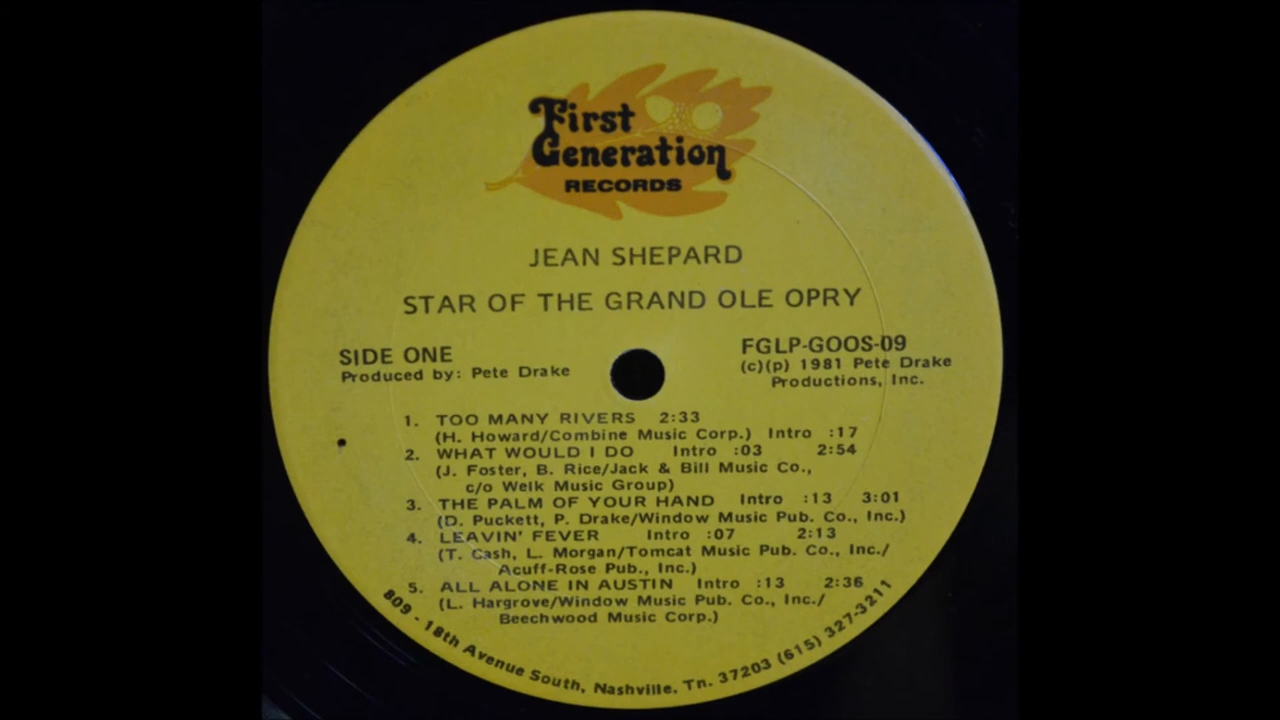 First
Generation
RECORDS
JEAN SHEPARD
STAR OF THE GRAND OLE OPRY
SIDE ONE
Produced by: Pete Drake
FGLP-GOOS-09
(c)(p) 1981 Pete Drake
Productions, Inc.
1. TOO MANY RIVERS 2:33
(H. Howard/Combine Music Corp.) Intro :17
2. WHAT WOULD I DO Intro :03 2:54
(J. Foster, B. Rice/Jack & Bill Music Co.,
c/o Welk Music Group)
3. THE PALM OF YOUR HAND Intro :13 3:01
(D. Puckett, P. Drake/Window Music Pub. Co., Inc.)
4. LEAVIN' FEVER Intro :07 2:13
(T. Cash, L. Morgan/Tomcat Music Pub. Co., Inc./
Acuff-Rose Pub., Inc.)
5. ALL ALONE IN AUSTIN Intro :13 2:36
(L. Hargrove/Window Music Pub. Co., Inc./
Beechwood Music Corp.)
809 - 18th Avenue South, Nashville, Tn. 37203 (615) 327-3211